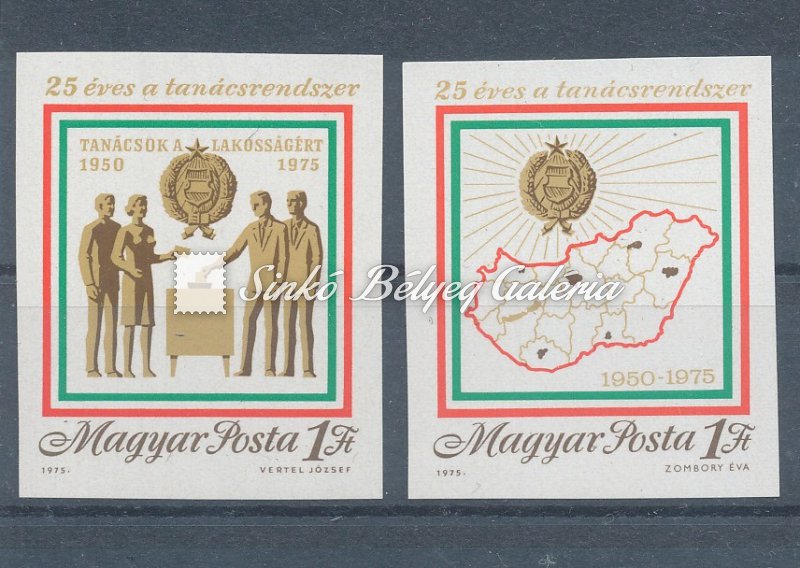 25 éves a tanácsrendszer
TANÁCSOK A LAKOSSÁGÉRT
1950 1975
Magyar Posta 1 Ft
1975. VERTEL JÓZSEF
25 éves a tanácsrendszer
1950-1975
Magyar Posta 1 Ft
1975. ZOMBORY ÉVA
Sinkó Bélyeg Galéria